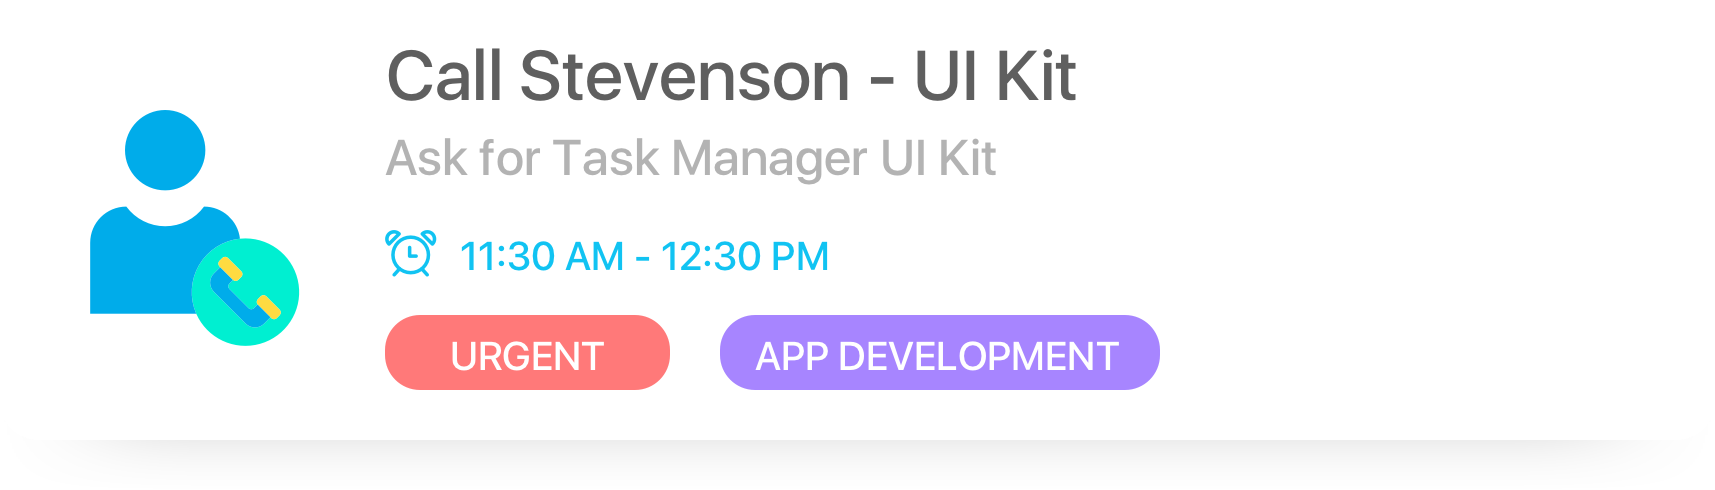 Call Stevenson - UI Kit
Ask for Task Manager UI Kit
11:30 AM - 12:30 PM
URGENT APP DEVELOPMENT